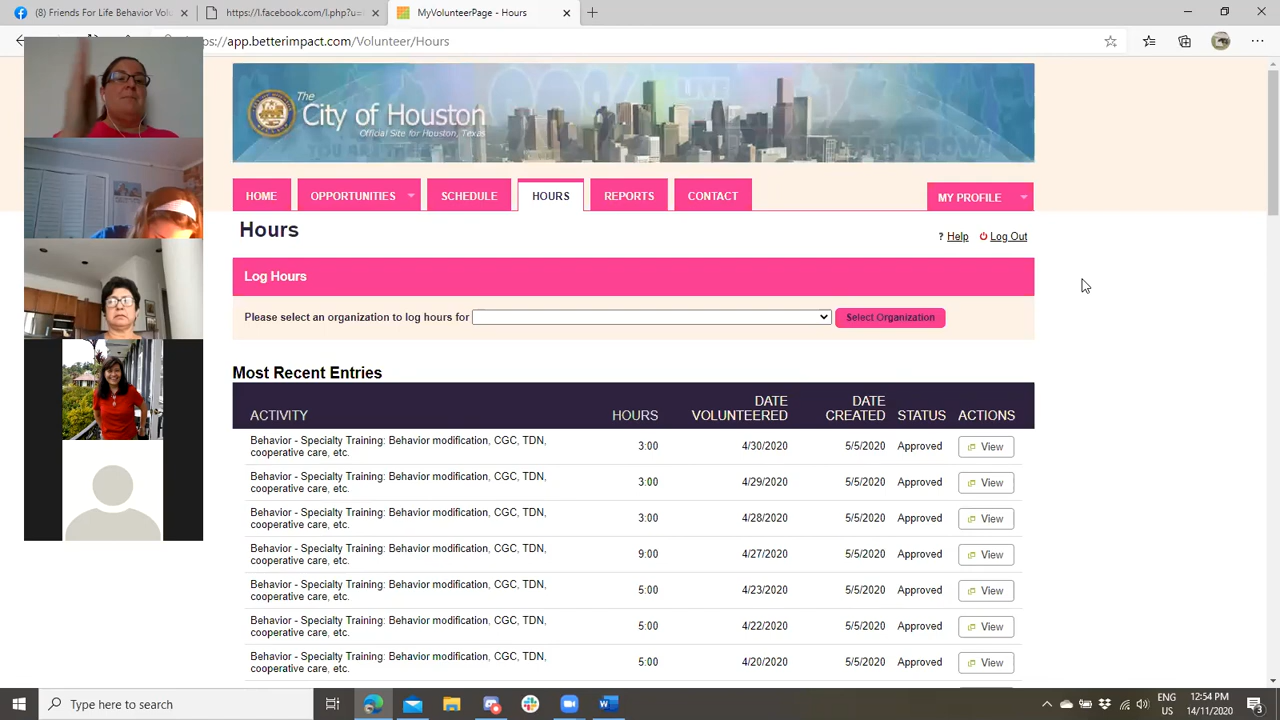 (8) Friends for Life Behavior Vol
https://appimpact.com/phputun
MyVolunteerPage - Hours
ps://app.betterimpact.com/Volunteer/Hours
The
City of Houston
Official Site for Houston, Texas
HOME
OPPORTUNITIES
SCHEDULE
HOURS
REPORTS
CONTACT
MY PROFILE
Hours
? Help
Log Out
Log Hours
Please select an organization to log hours for
Select Organization
Most Recent Entries
ACTIVITY
HOURS
DATE
VOLUNTEERED
DATE
CREATED
STATUS
ACTIONS
Behavior - Specialty Training: Behavior modification, CGC, TDN,
cooperative care, etc.
3:00
4/30/2020
5/5/2020
Approved
View
Behavior - Specialty Training: Behavior modification, CGC, TDN,
cooperative care, etc.
3:00
4/29/2020
5/5/2020
Approved
View
Behavior - Specialty Training: Behavior modification, CGC, TDN,
cooperative care, etc.
3:00
4/28/2020
5/5/2020
Approved
View
Behavior - Specialty Training: Behavior modification, CGC, TDN,
cooperative care, etc.
9:00
4/27/2020
5/5/2020
Approved
View
Behavior - Specialty Training: Behavior modification, CGC, TDN,
cooperative care, etc.
5:00
4/23/2020
5/5/2020
Approved
View
Behavior - Specialty Training: Behavior modification, CGC, TDN,
cooperative care, etc.
5:00
4/22/2020
5/5/2020
Approved
View
Behavior - Specialty Training: Behavior modification, CGC, TDN,
cooperative care, etc.
5:00
4/20/2020
5/5/2020
Approved
View
Type here to search
ENG
US
12:54 PM
14/11/2020
3